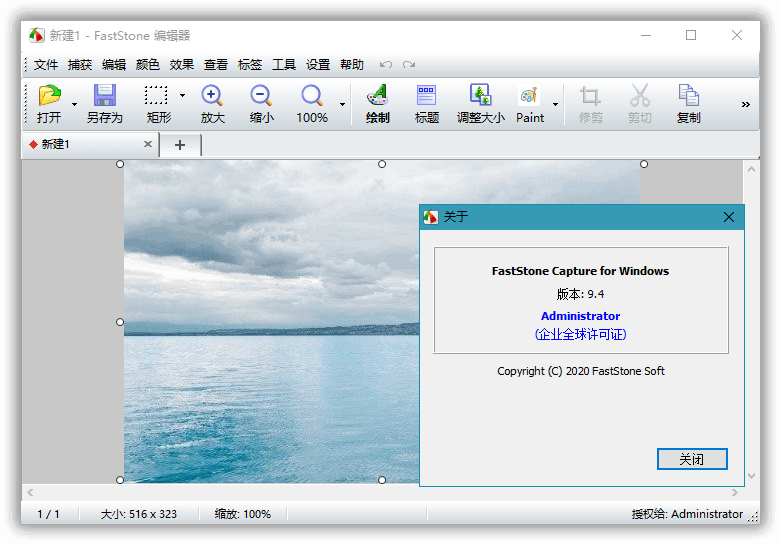 新建1 - FastStone 编辑器
文件 捕获 编辑 颜色 效果 查看 标签 工具 设置 帮助
打开 另存为 矩形 放大 缩小 100% 绘制 标题 调整大小 Paint 修剪 剪切 复制
新建1
关于
FastStone Capture for Windows
版本: 9.4
Administrator
(企业全球许可证)
Copyright (C) 2020 FastStone Soft
关闭
1 / 1 大小: 516 x 323 缩放: 100% 授权给: Administrator